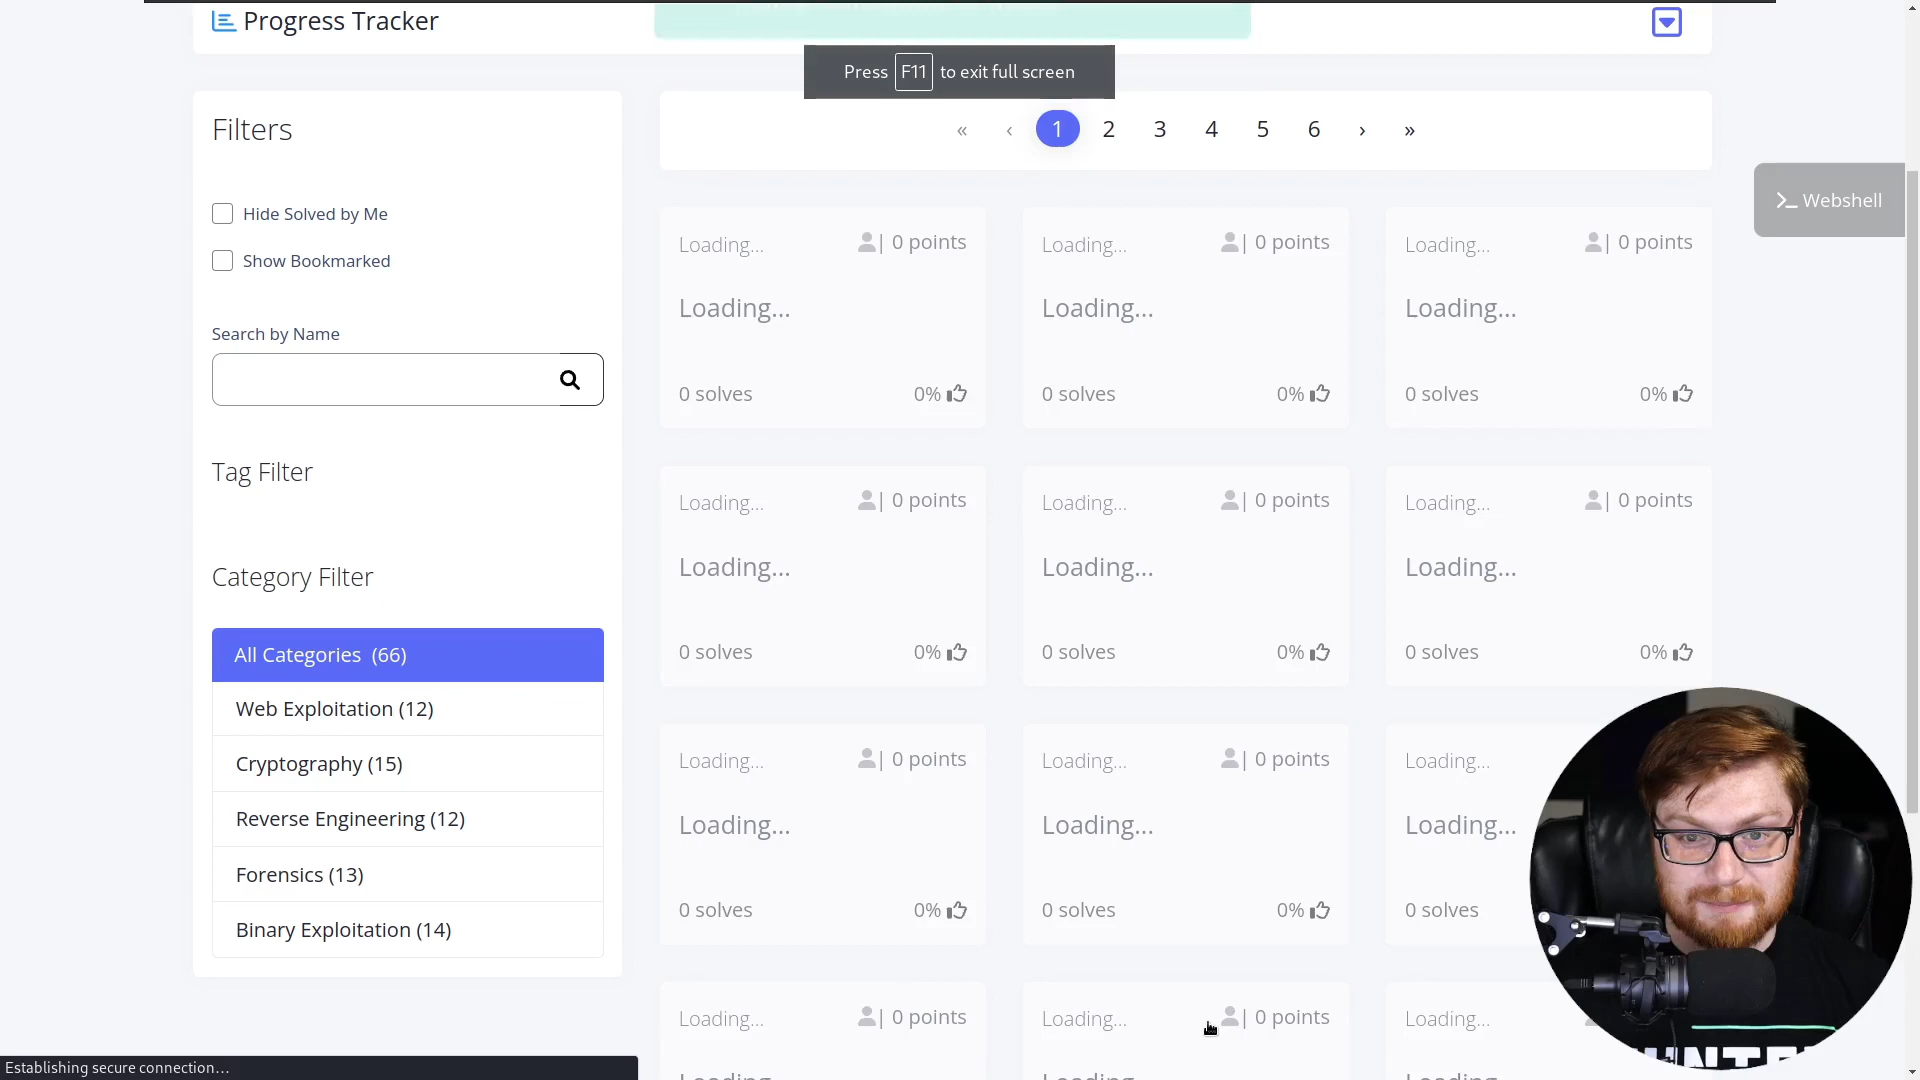 Progress Tracker
Press F11 to exit full screen
Filters
Hide Solved by Me
Show Bookmarked
Search by Name
Tag Filter
Category Filter
All Categories (66)
Web Exploitation (12)
Cryptography (15)
Reverse Engineering (12)
Forensics (13)
Binary Exploitation (14)
« ‹ 1 2 3 4 5 6 › »
>_ Webshell
Loading... | 0 points
Loading...
0 solves 0%
Loading... | 0 points
Loading...
0 solves 0%
Loading... | 0 points
Loading...
0 solves 0%
Loading... | 0 points
Loading...
0 solves 0%
Loading... | 0 points
Loading...
0 solves 0%
Loading... | 0 points
Loading...
0 solves 0%
Loading... | 0 points
Loading...
0 solves 0%
Loading... | 0 points
Loading...
0 solves 0%
Loading...
Loading...
0 solves
Loading... | 0 points
Loading...
Loading... | 0 points
Loading...
Loading...
Loading...
Establishing secure connection...